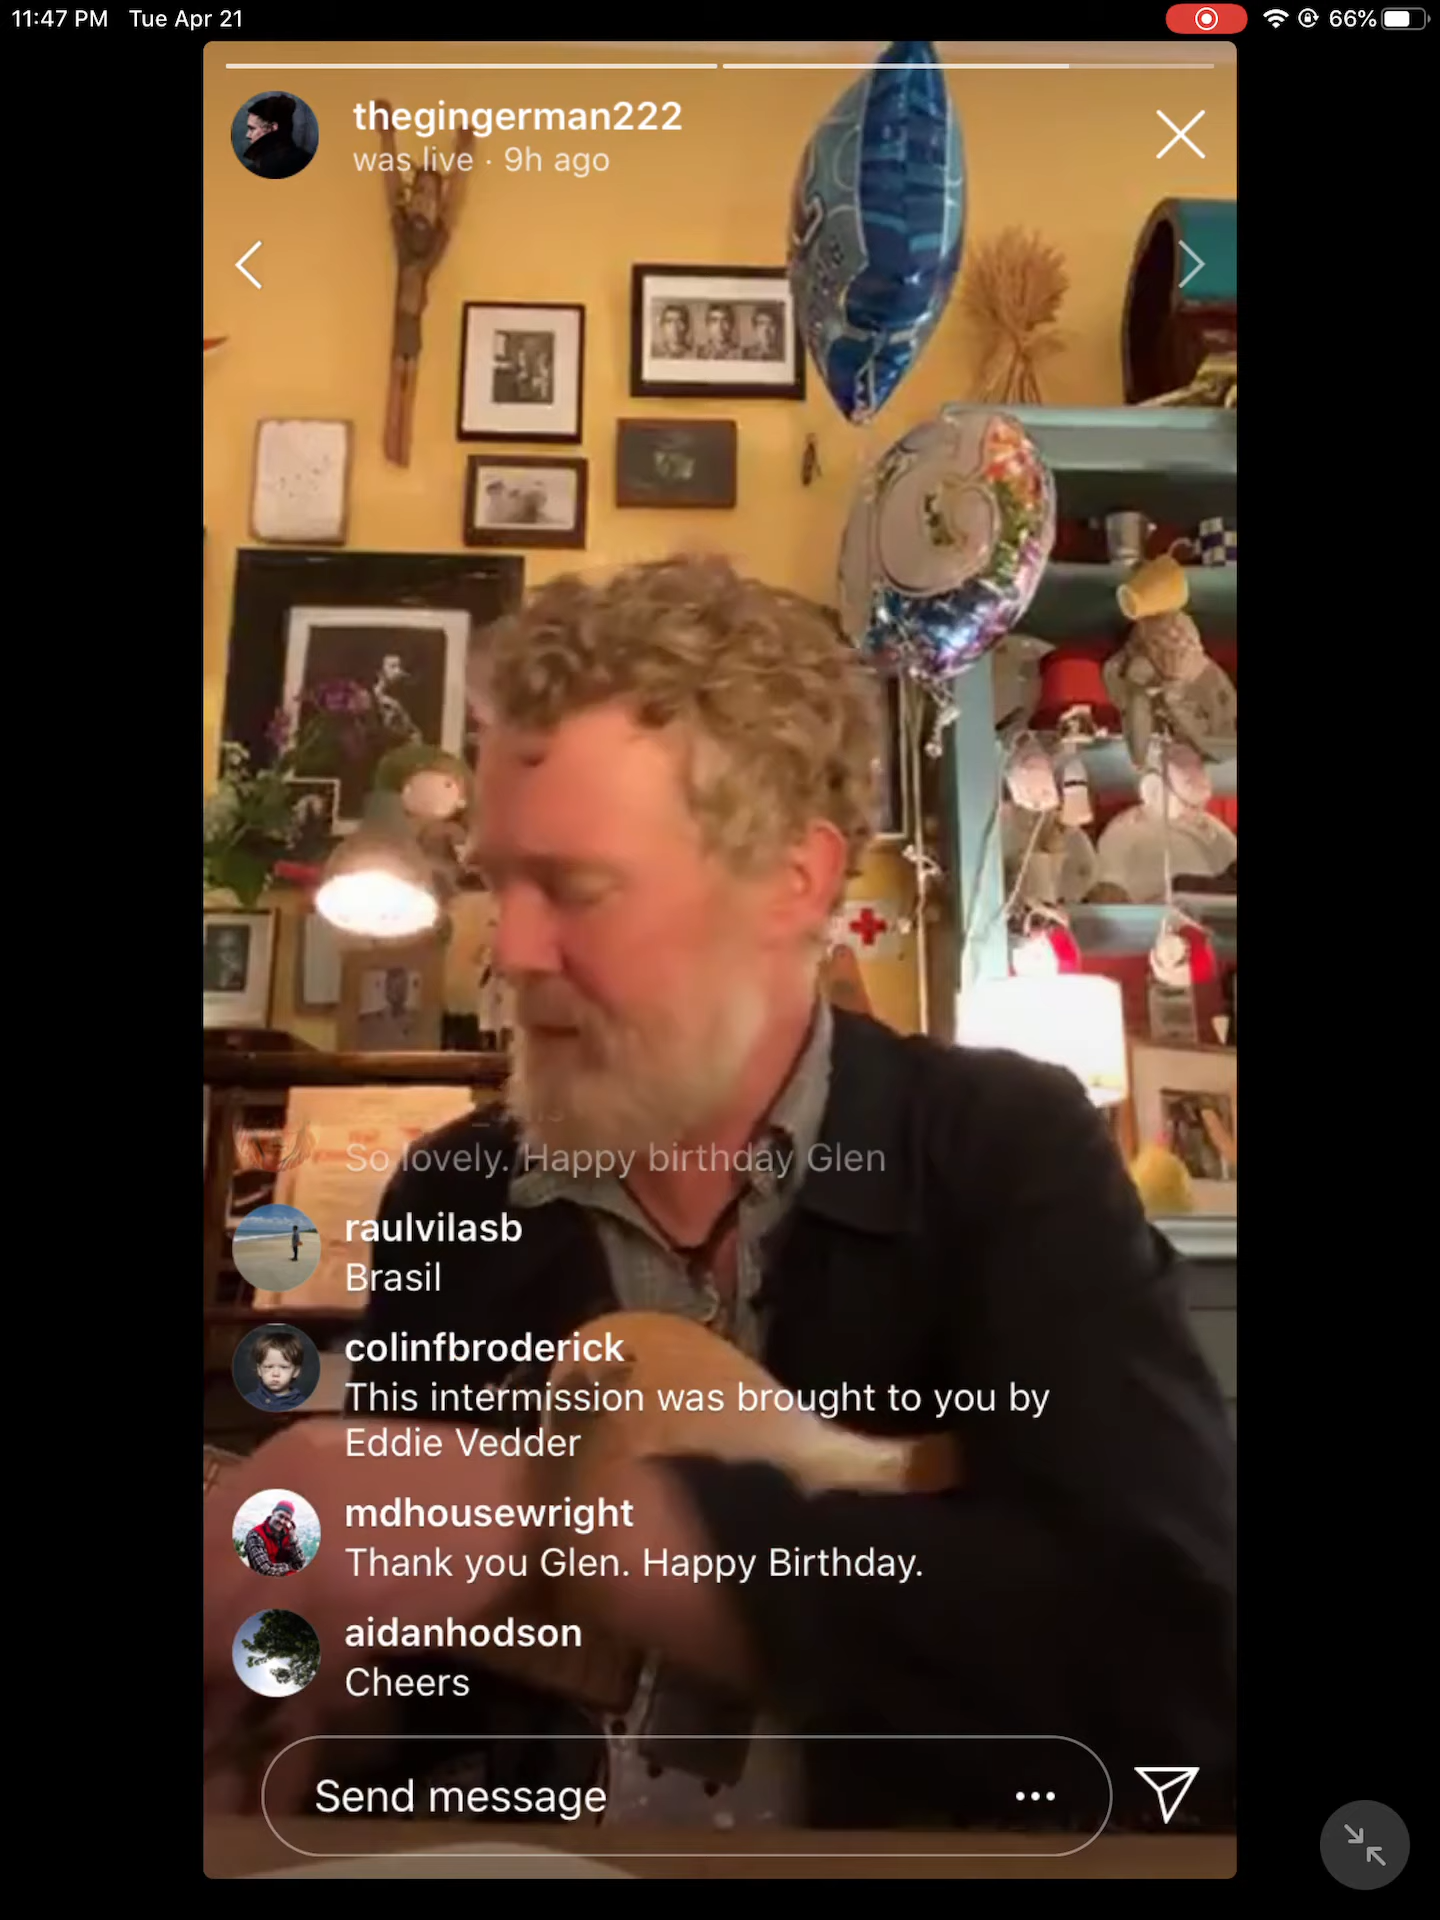 11:47 PM Tue Apr 21
66%
thegingerman222
was live · 9h ago
So lovely. Happy birthday Glen
raulvilasb
Brasil
colinfbroderick
This intermission was brought to you by
Eddie Vedder
mdhousewright
Thank you Glen. Happy Birthday.
aidanhodson
Cheers
Send message